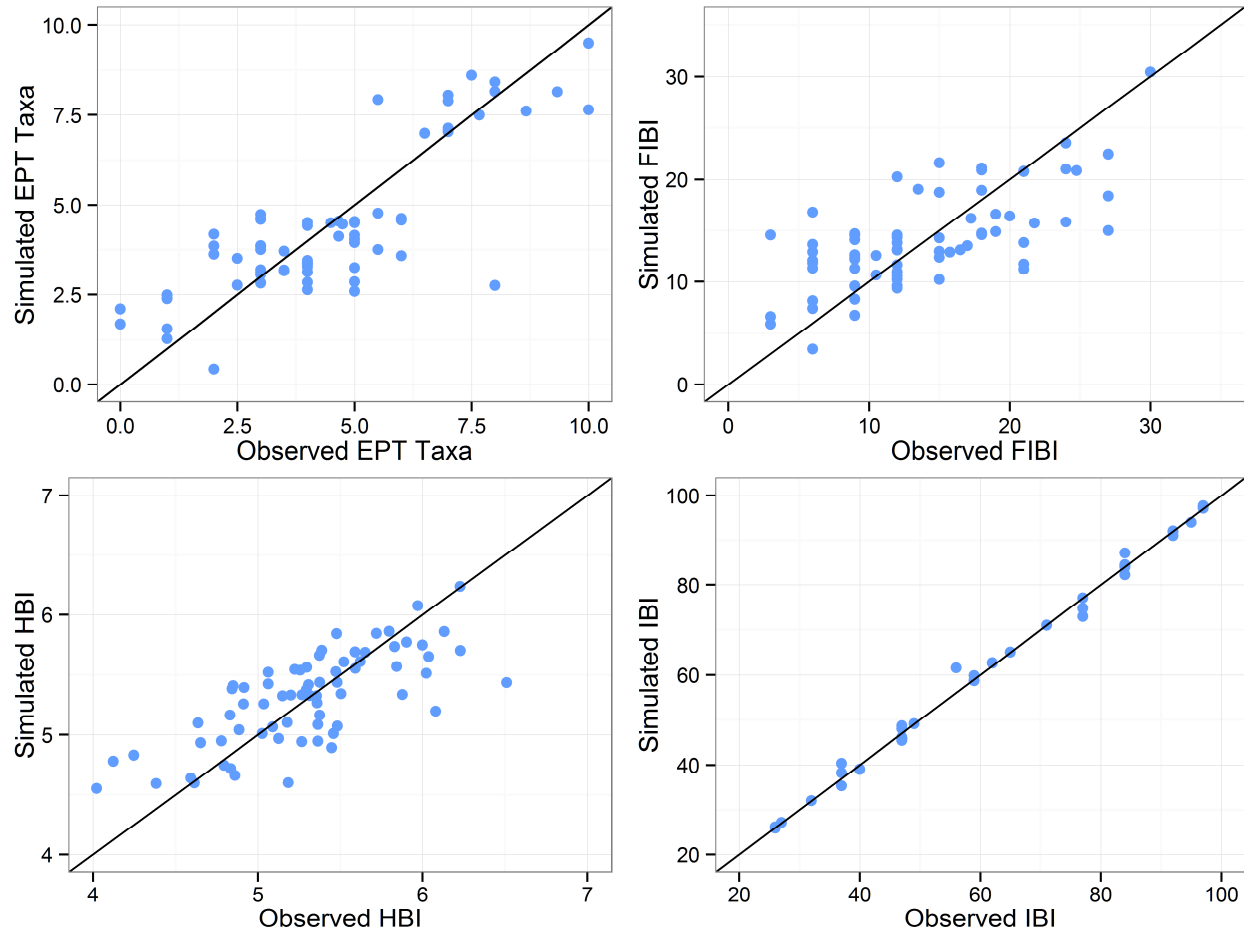 Simulated EPT Taxa
10.0
7.5
5.0
2.5
0.0
0.0 2.5 5.0 7.5 10.0
Observed EPT Taxa
Simulated FIBI
30
20
10
0
0 10 20 30
Observed FIBI
Simulated HBI
7
6
5
4
4 5 6 7
Observed HBI
Simulated IBI
100
80
60
40
20
20 40 60 80 100
Observed IBI